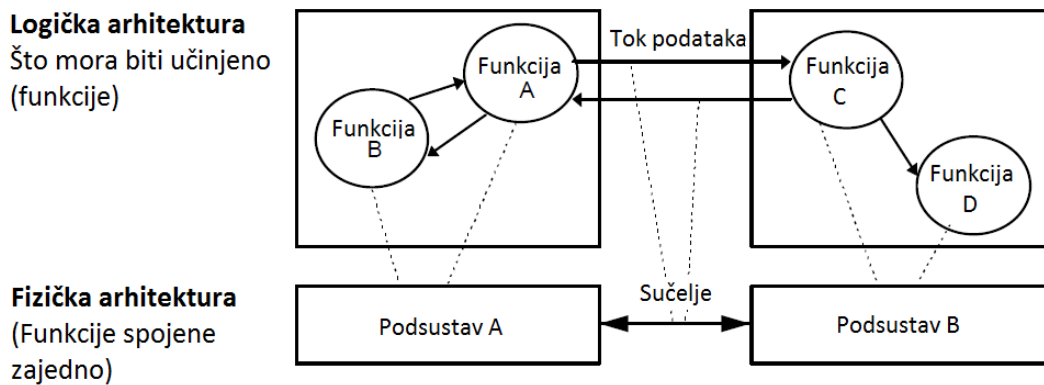 Logička arhitektura
Što mora biti učinjeno
(funkcije)
Funkcija
A
Funkcija
B
Tok podataka
Funkcija
C
Funkcija
D
Fizička arhitektura
(Funkcije spojene
zajedno)
Podsustav A
Sučelje
Podsustav B